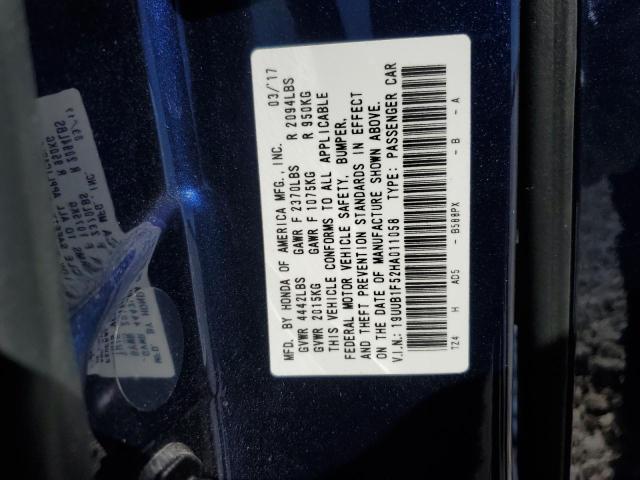 MFD. BY HONDA OF AMERICA MFG., INC. 03/'17
GVWR 4442LBS GAWR F 2370LBS R 2094LBS
GVWR 2015KG GAWR F 1075KG R 950KG
THIS VEHICLE CONFORMS TO ALL APPLICABLE
FEDERAL MOTOR VEHICLE SAFETY, BUMPER,
AND THEFT PREVENTION STANDARDS IN EFFECT
ON THE DATE OF MANUFACTURE SHOWN ABOVE.
V.I.N.: 19UUB1F52HA011058 TYPE: PASSENGER CAR
TZ4 H AD5 - B588PX - B - A